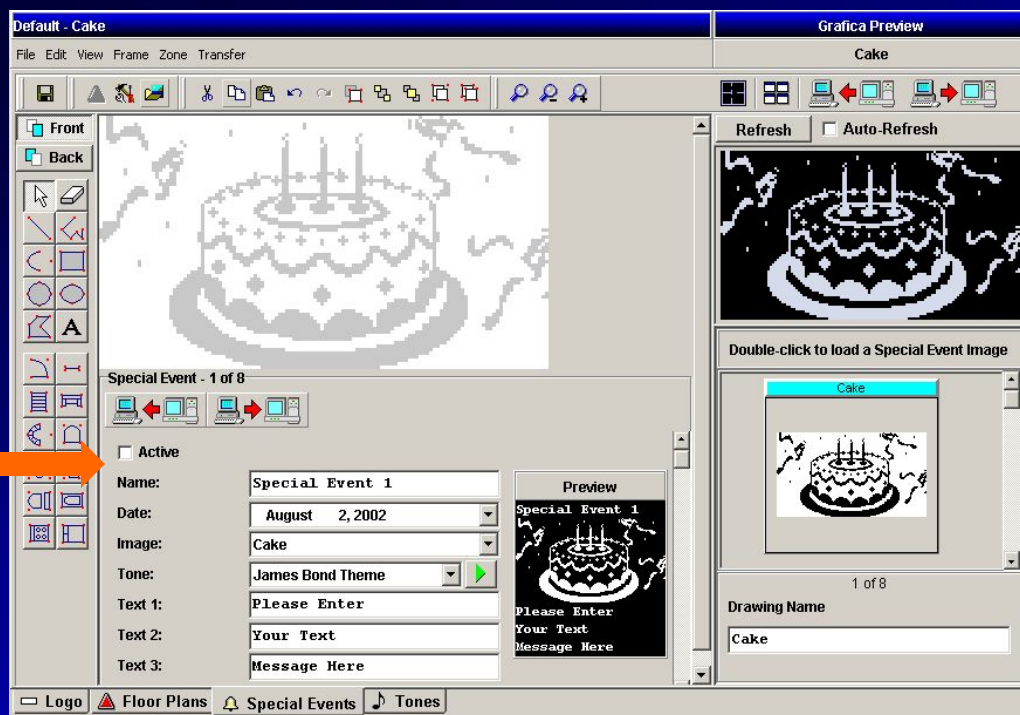 Default - Cake
Grafica Preview
File Edit View Frame Zone Transfer
Cake
Front
Back
Refresh
Auto-Refresh
Double-click to load a Special Event Image
Cake
Special Event - 1 of 8
Active
Name: Special Event 1
Date: August 2, 2002
Image: Cake
Tone: James Bond Theme
Text 1: Please Enter
Text 2: Your Text
Text 3: Message Here
Preview
Special Event 1
Please Enter
Your Text
Message Here
1 of 8
Drawing Name
Cake
Logo Floor Plans Special Events Tones